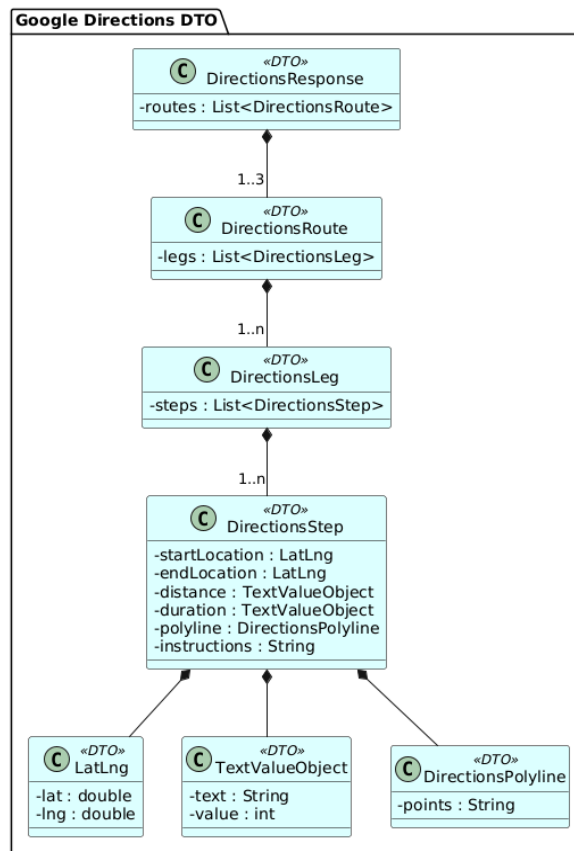 Google Directions DTO
«DTO»
C DirectionsResponse
-routes : List<DirectionsRoute>
1..3
«DTO»
C DirectionsRoute
-legs : List<DirectionsLeg>
1..n
«DTO»
C DirectionsLeg
-steps : List<DirectionsStep>
1..n
«DTO»
C DirectionsStep
-startLocation : LatLng
-endLocation : LatLng
-distance : TextValueObject
-duration : TextValueObject
-polyline : DirectionsPolyline
-instructions : String
«DTO»
C LatLng
-lat : double
-lng : double
«DTO»
C TextValueObject
-text : String
-value : int
«DTO»
C DirectionsPolyline
-points : String